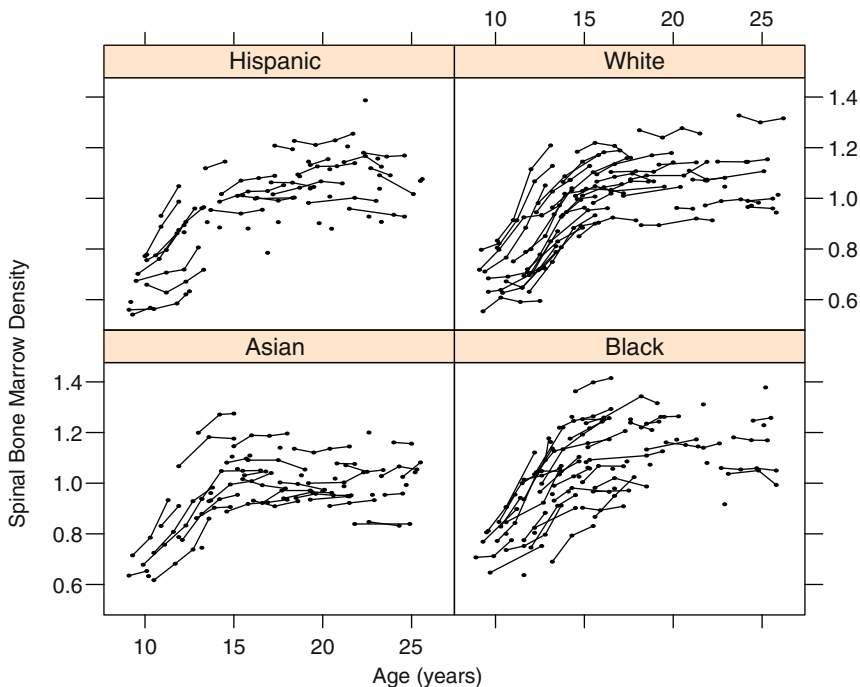 10 15 20 25
Hispanic White
1.4
1.2
1.0
0.8
0.6
Asian Black
1.4
1.2
1.0
0.8
0.6
10 15 20 25
Age (years)
Spinal Bone Marrow Density